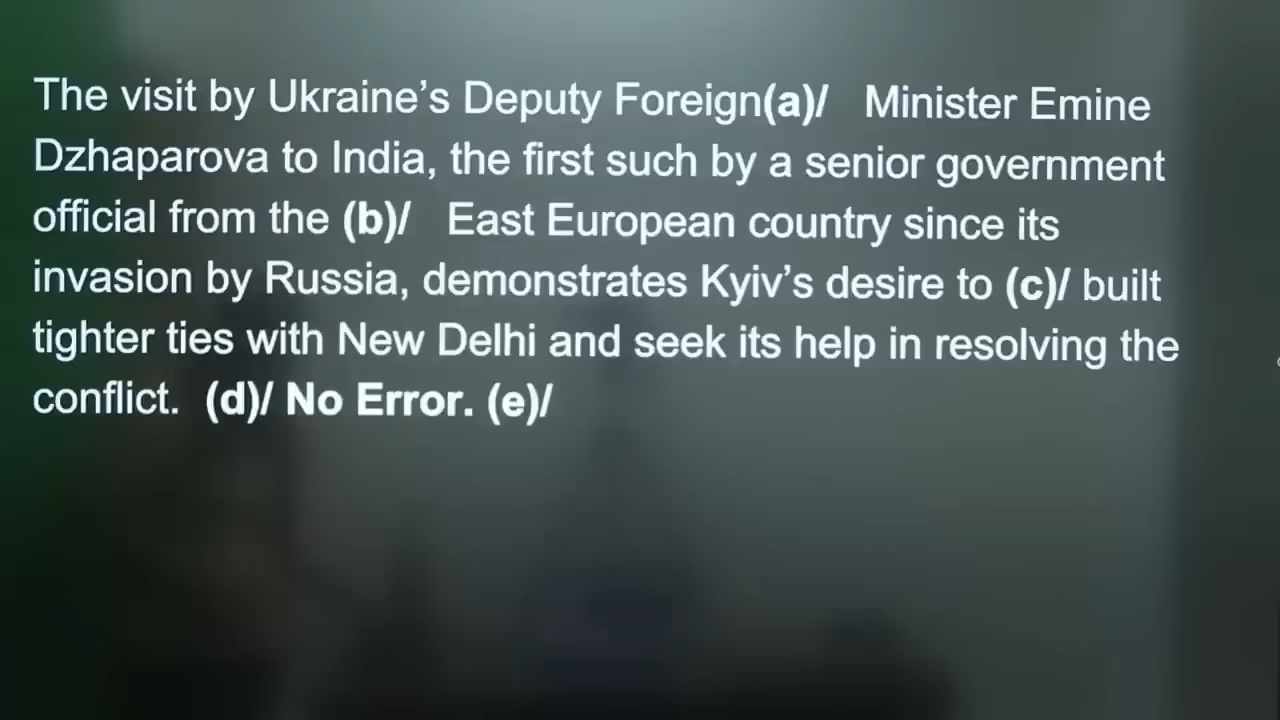 The visit by Ukraine’s Deputy Foreign(a)/ Minister Emine
Dzhaparova to India, the first such by a senior government
official from the (b)/ East European country since its
invasion by Russia, demonstrates Kyiv’s desire to (c)/ built
tighter ties with New Delhi and seek its help in resolving the
conflict. (d)/ No Error. (e)/